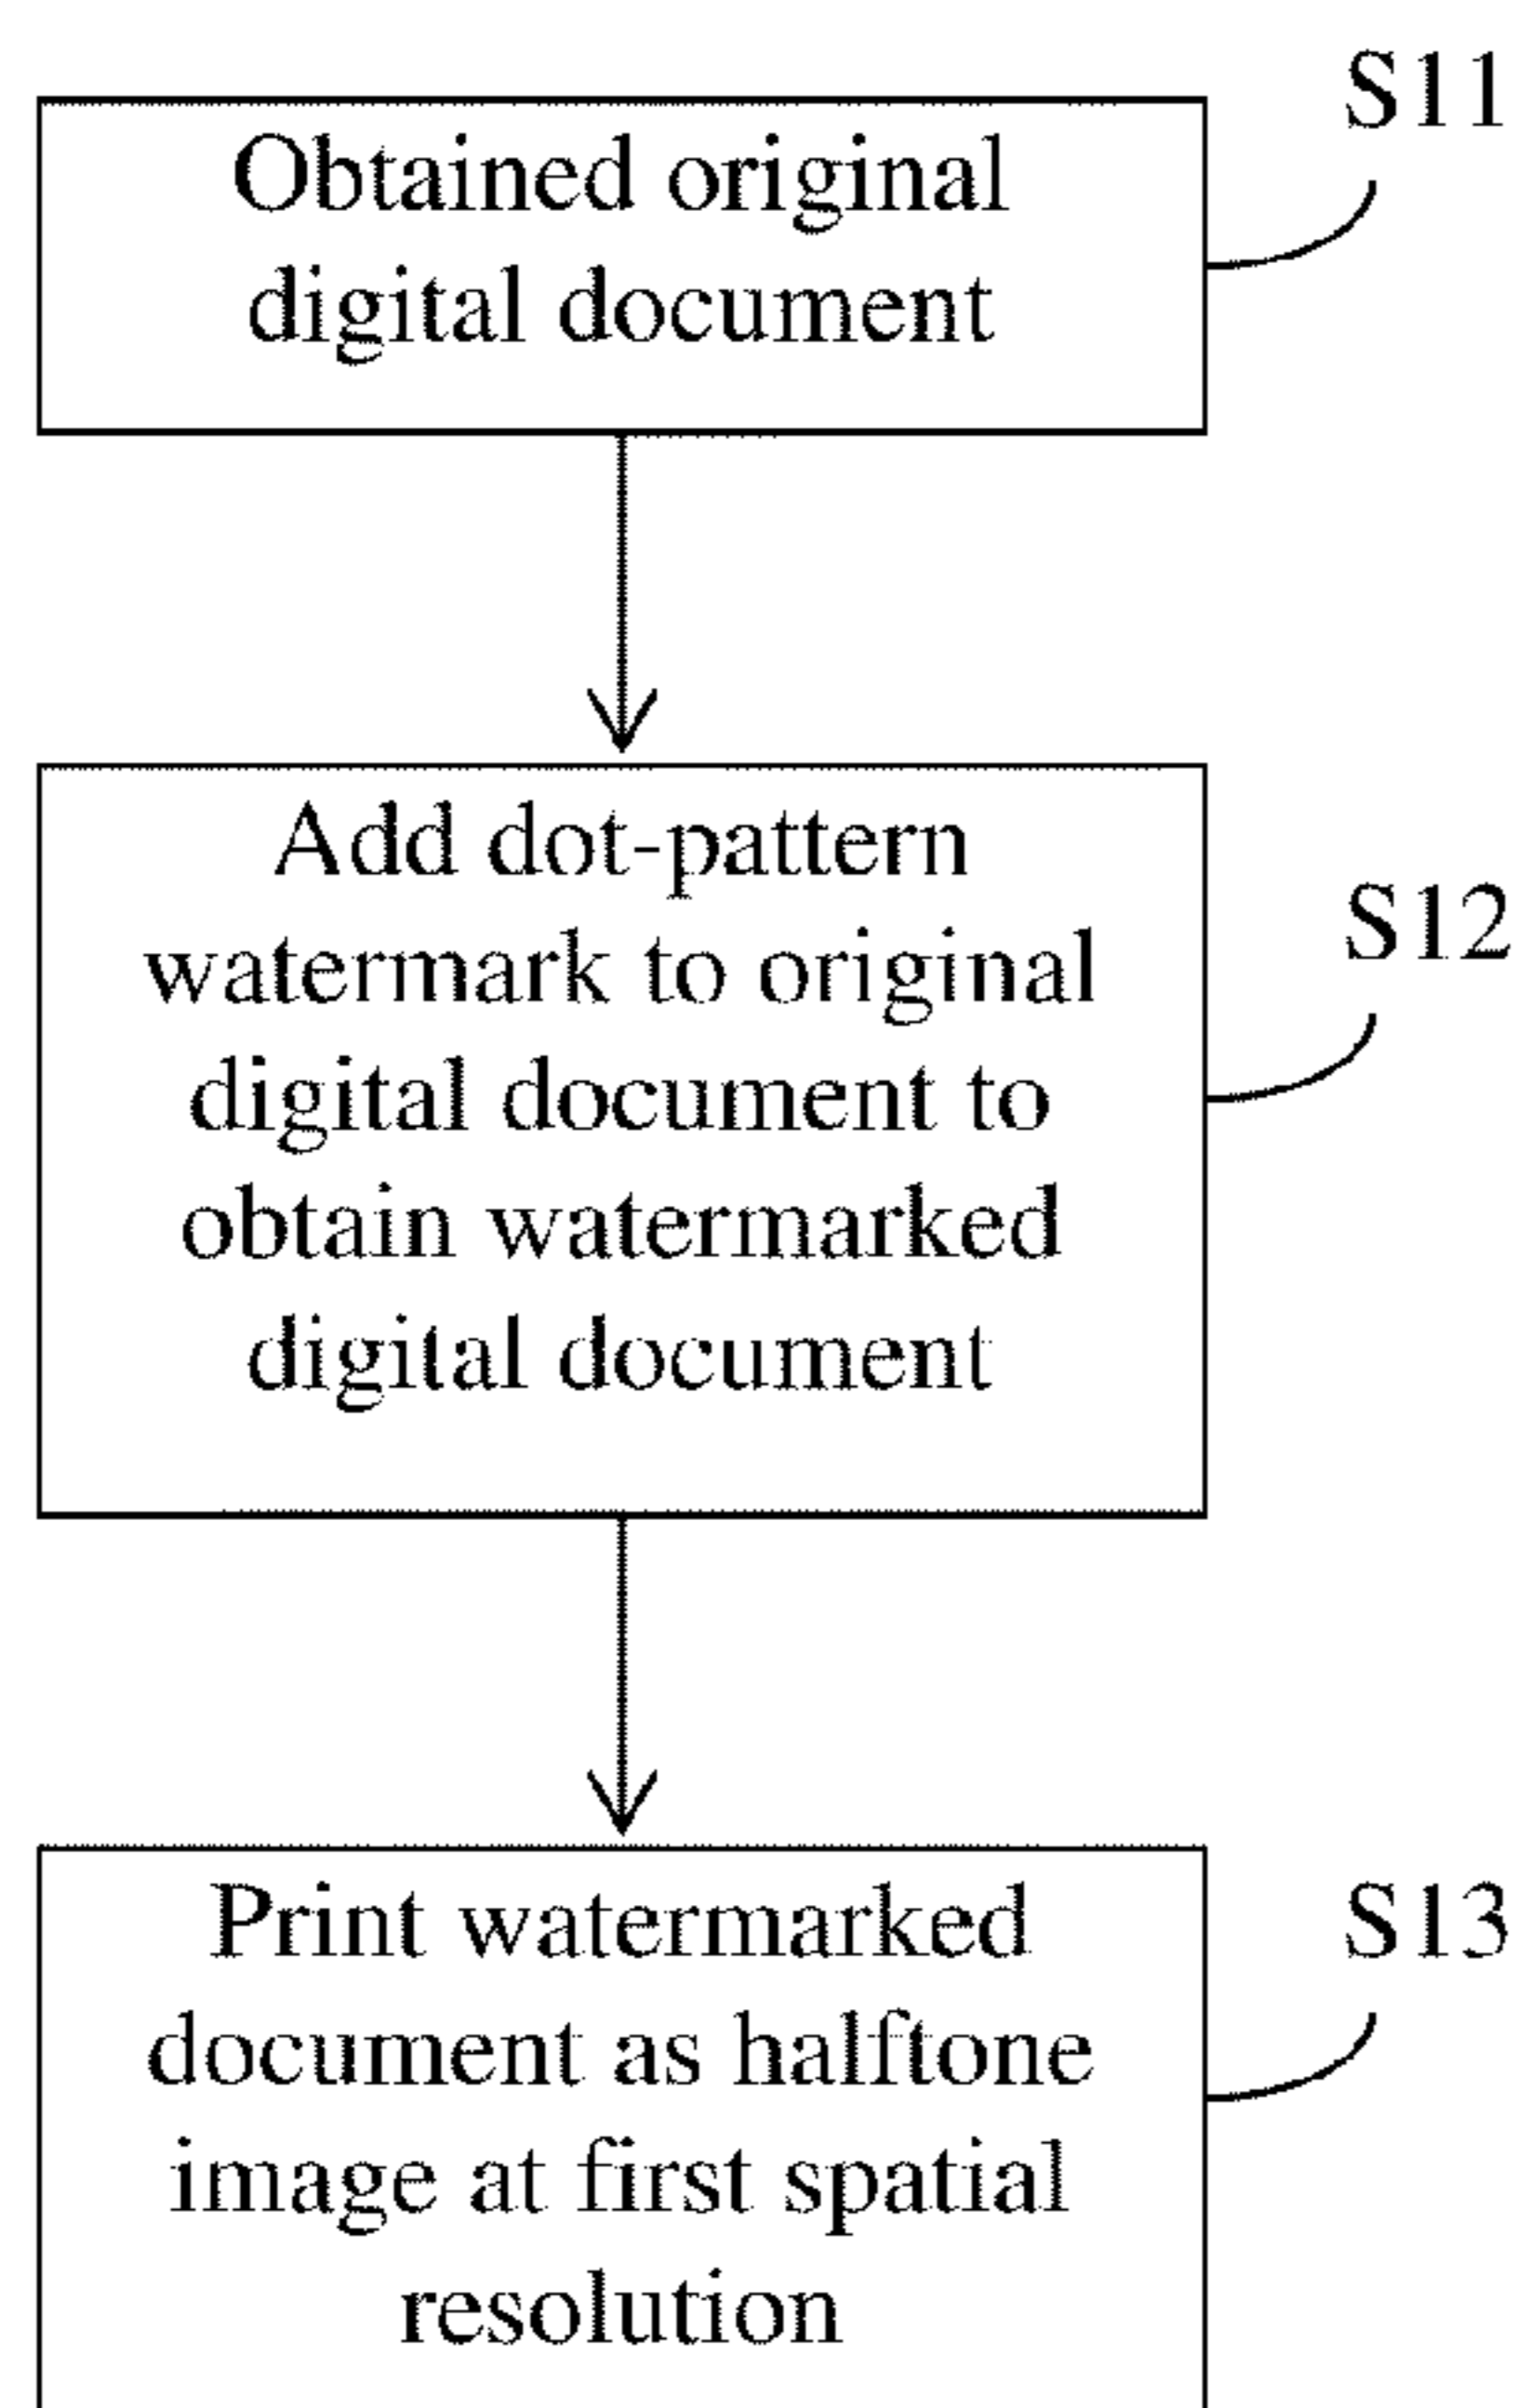 S11
Obtained original
digital document
Add dot-pattern
watermark to original
digital document to
obtain watermarked
digital document
S12
Print watermarked
document as halftone
image at first spatial
resolution
S13